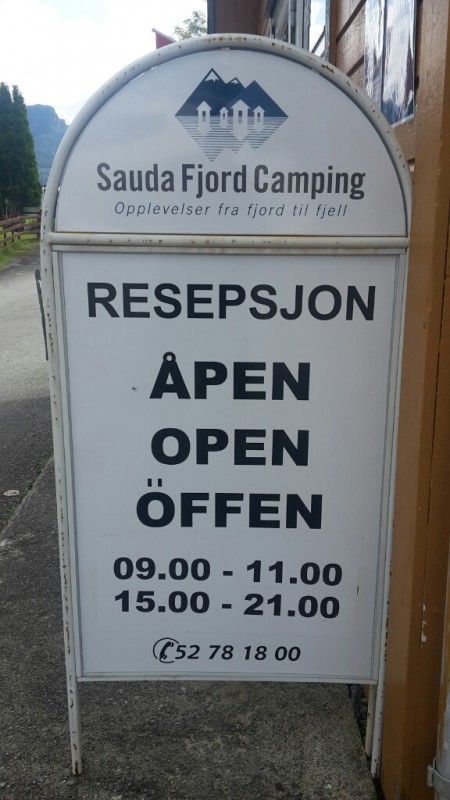 Sauda Fjord Camping
Opplevelser fra fjord til fjell
RESEPSJON
ÅPEN
OPEN
ÖFFEN
09.00 - 11.00
15.00 - 21.00
52 78 18 00